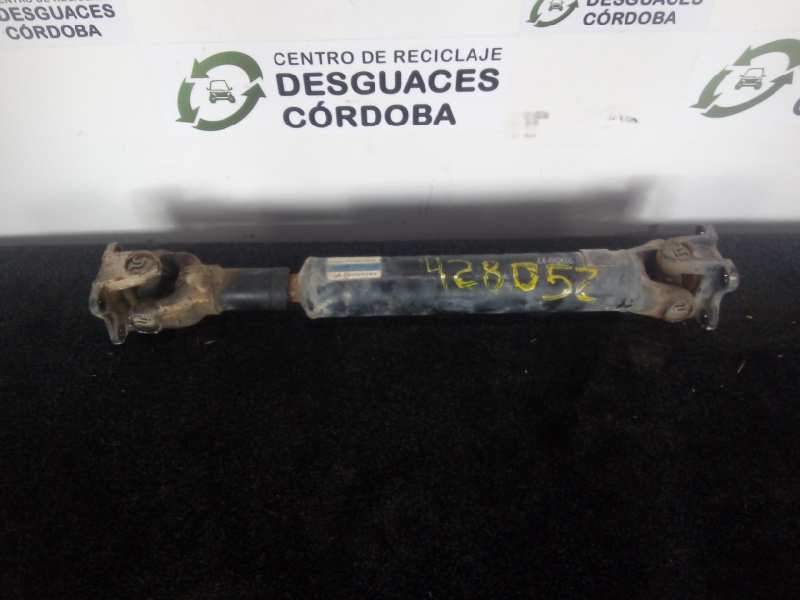 DESGUACES
CÓRDOBA
CENTRO DE RECICLAJE
DESGUACES
CÓRDOBA
DESGUACES
CÓRDOBA
428052